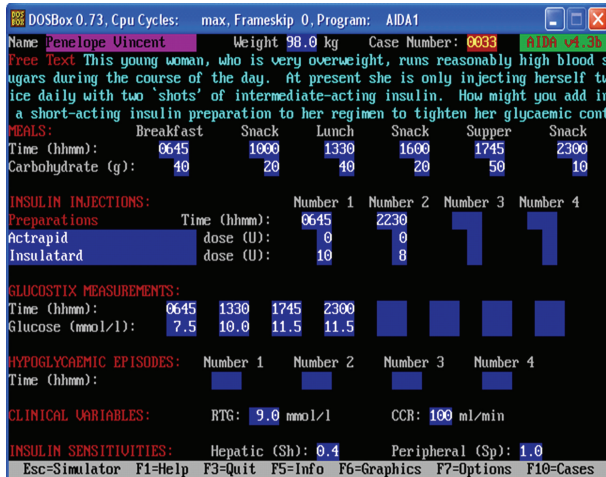 DOSBox 0.73, Cpu Cycles: max, Frameskip 0, Program: AIDA1
Name Penelope Vincent Weight 98.0 kg Case Number: 0033 AIDA v4.3b
Free Text This young woman, who is very overweight, runs reasonably high blood s
ugars during the course of the day. At present she is only injecting herself tw
ice daily with two `shots' of intermediate-acting insulin. How might you add in
a short-acting insulin preparation to her regimen to tighten her glycaemic cont
MEALS: Breakfast Snack Lunch Snack Supper Snack
Time (hhmm): 0645 1000 1330 1600 1745 2300
Carbohydrate (g): 40 20 40 20 50 10
INSULIN INJECTIONS: Number 1 Number 2 Number 3 Number 4
Preparations Time (hhmm): 0645 2230
Actrapid dose (U): 0 0
Insulatard dose (U): 10 8
GLUCOSTIX MEASUREMENTS:
Time (hhmm): 0645 1330 1745 2300
Glucose (mmol/l): 7.5 10.0 11.5 11.5
HYPOGLYCAEMIC EPISODES: Number 1 Number 2 Number 3 Number 4
Time (hhmm):
CLINICAL VARIABLES: RTG: 9.0 mmol/l CCR: 100 ml/min
INSULIN SENSITIVITIES: Hepatic (Sh): 0.4 Peripheral (Sp): 1.0
Esc=Simulator F1=Help F3=Quit F5=Info F6=Graphics F7=Options F10=Cases